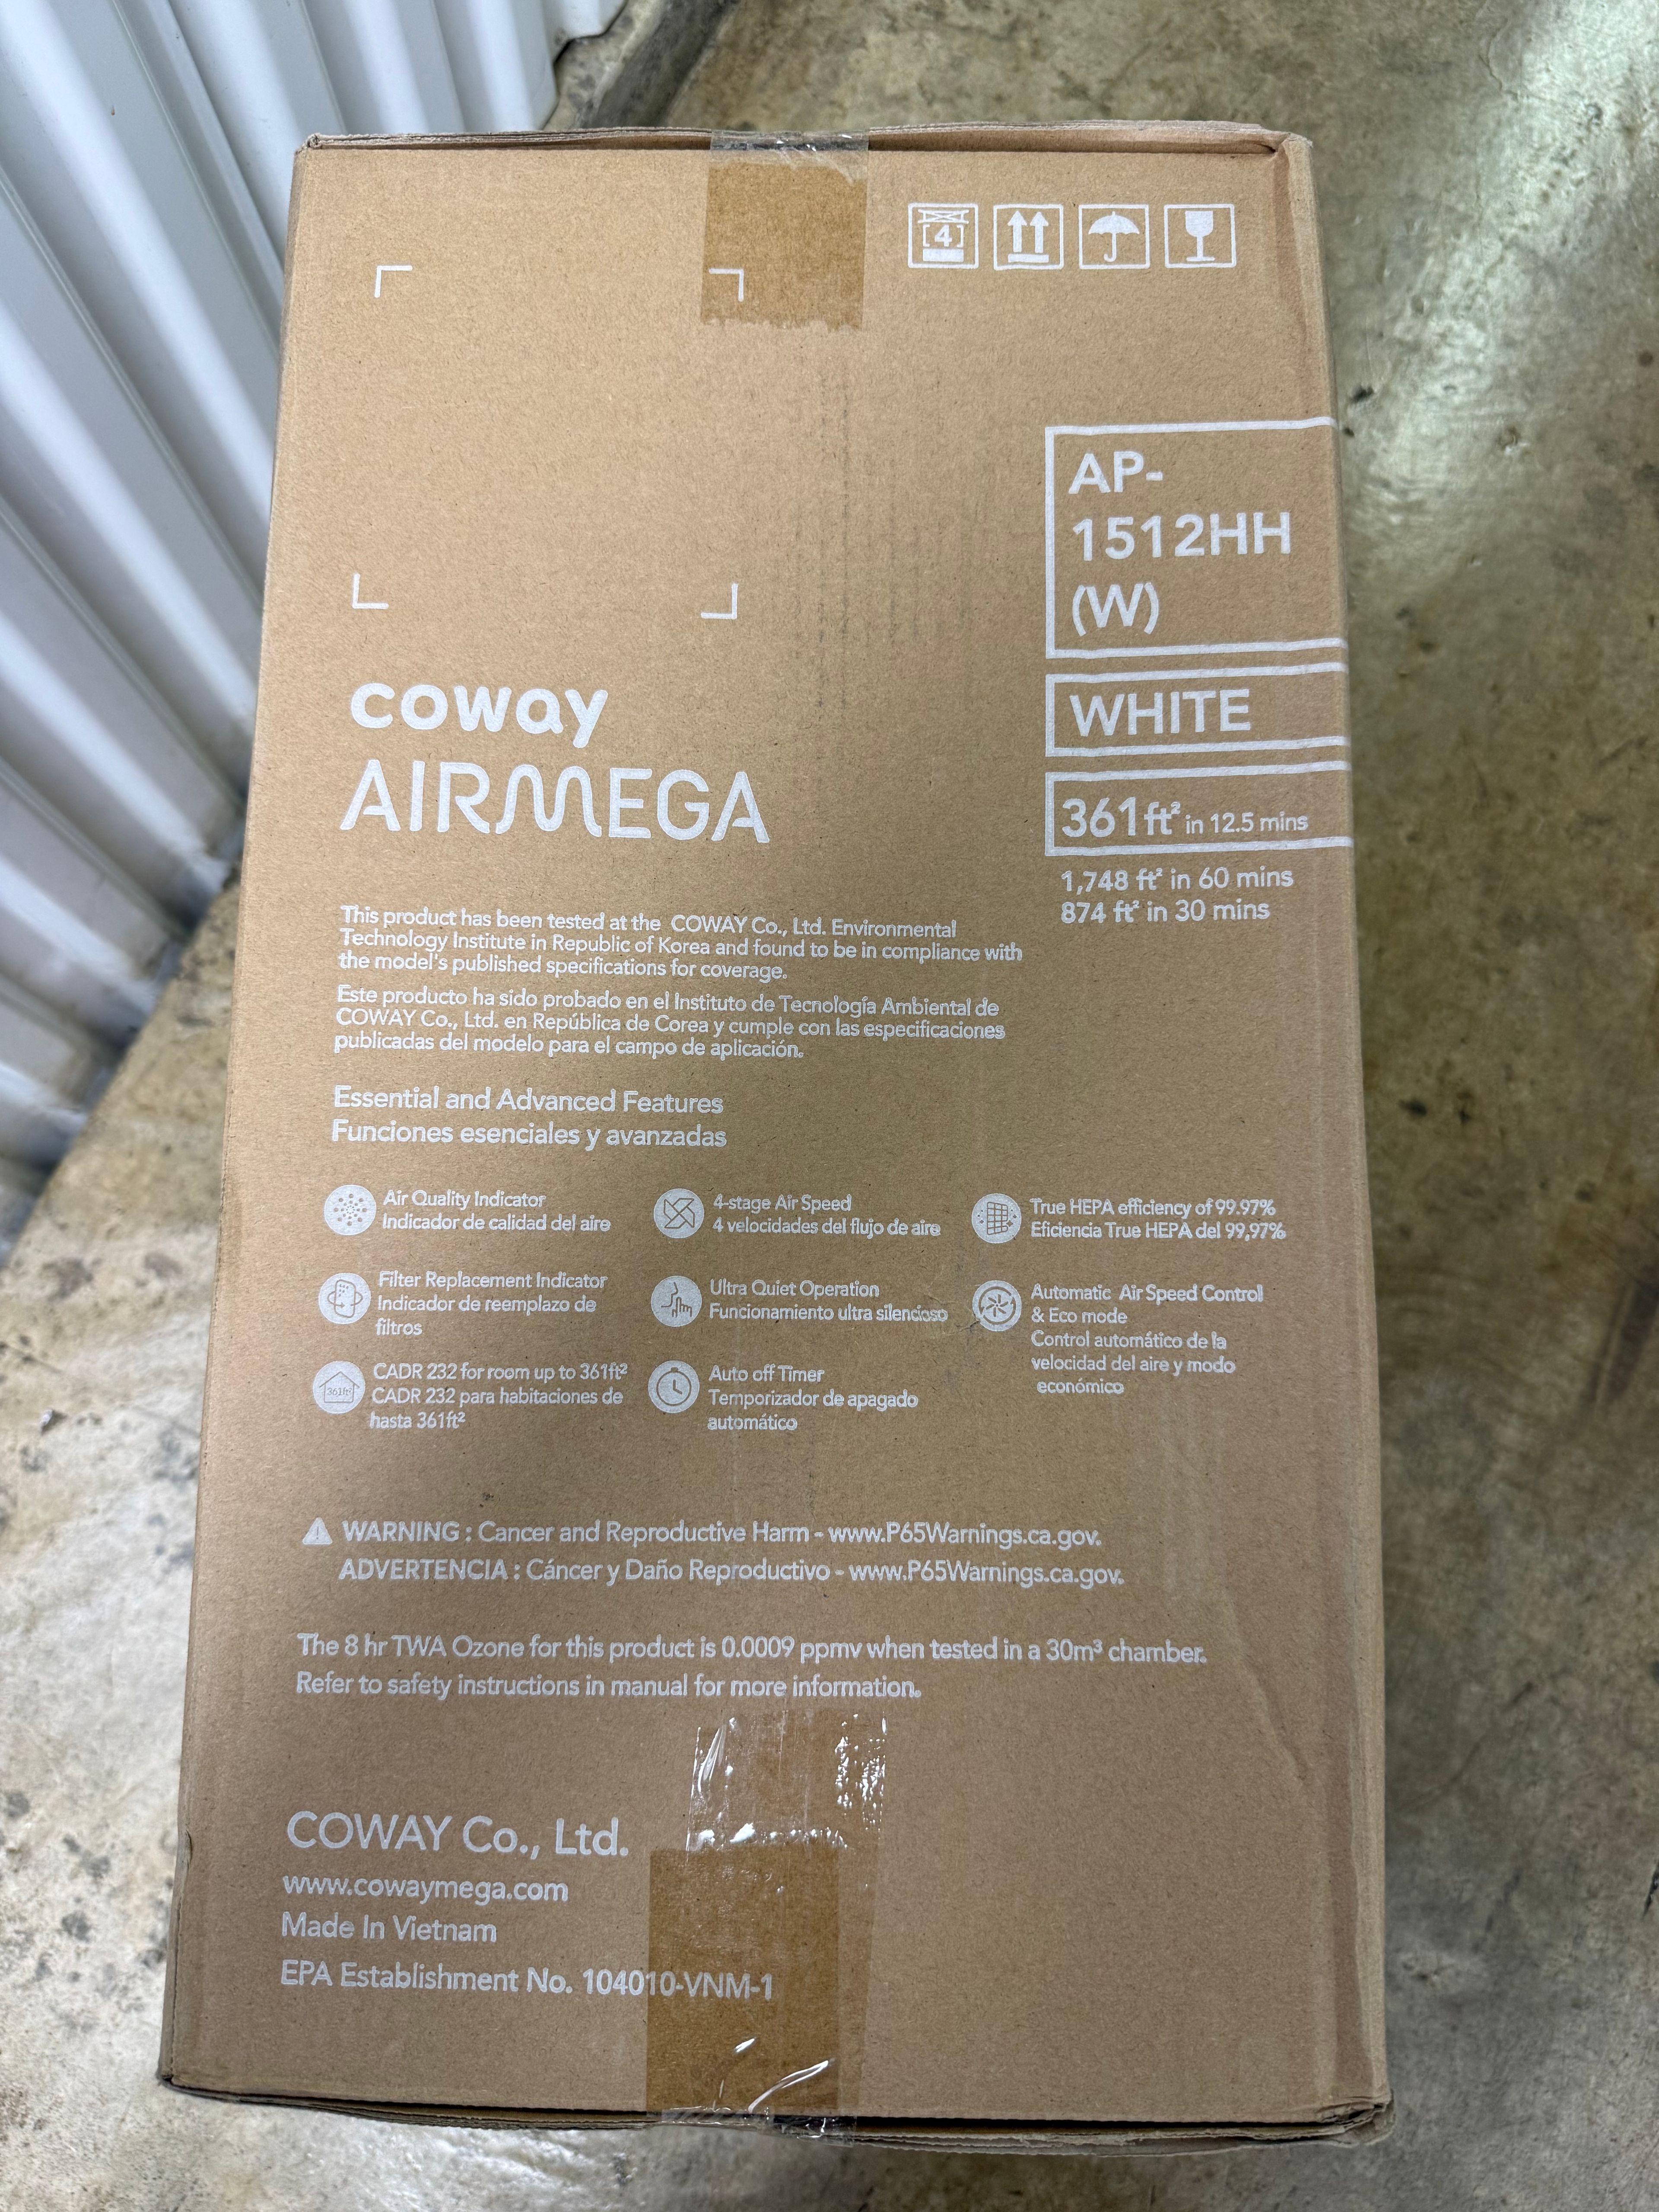 [4]
AP-
1512HH
(W)
WHITE
361ft² in 12.5 mins
1,748 ft² in 60 mins
874 ft² in 30 mins
coway
AIRMEGA
This product has been tested at the COWAY Co., Ltd. Environmental
Technology Institute in Republic of Korea and found to be in compliance with
the model's published specifications for coverage.
Este producto ha sido probado en el Instituto de Tecnología Ambiental de
COWAY Co., Ltd. en República de Corea y cumple con las especificaciones
publicadas del modelo para el campo de aplicación.
Essential and Advanced Features
Funciones esenciales y avanzadas
Air Quality Indicator
Indicador de calidad del aire
4-stage Air Speed
4 velocidades del flujo de aire
True HEPA efficiency of 99.97%
Eficiencia True HEPA del 99,97%
Filter Replacement Indicator
Indicador de reemplazo de
filtros
Ultra Quiet Operation
Funcionamiento ultra silencioso
Automatic Air Speed Control
& Eco mode
Control automático de la
velocidad del aire y modo
económico
361ft²
CADR 232 for room up to 361ft²
CADR 232 para habitaciones de
hasta 361ft²
Auto off Timer
Temporizador de apagado
automático
WARNING : Cancer and Reproductive Harm - www.P65Warnings.ca.gov.
ADVERTENCIA : Cáncer y Daño Reproductivo - www.P65Warnings.ca.gov.
The 8 hr TWA Ozone for this product is 0.0009 ppmv when tested in a 30m³ chamber.
Refer to safety instructions in manual for more information.
COWAY Co., Ltd.
www.cowaymega.com
Made In Vietnam
EPA Establishment No. 104010-VNM-1